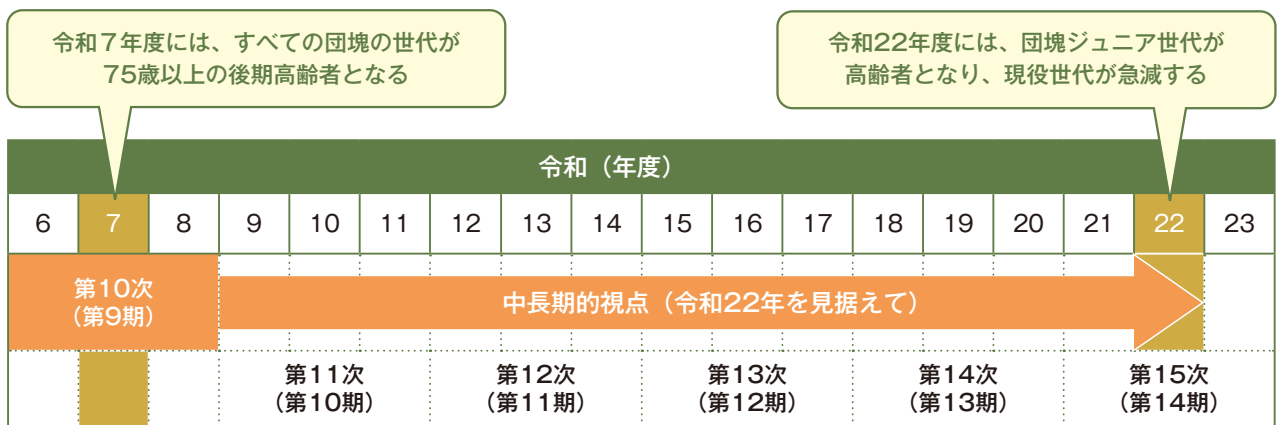 令和7年度には、すべての団塊の世代が
75歳以上の後期高齢者となる
令和22年度には、団塊ジュニア世代が
高齢者となり、現役世代が急減する
令和（年度）
6 7 8 9 10 11 12 13 14 15 16 17 18 19 20 21 22 23
第10次
（第9期）
中長期的視点（令和22年を見据えて）
第11次 第12次 第13次 第14次 第15次
（第10期） （第11期） （第12期） （第13期） （第14期）